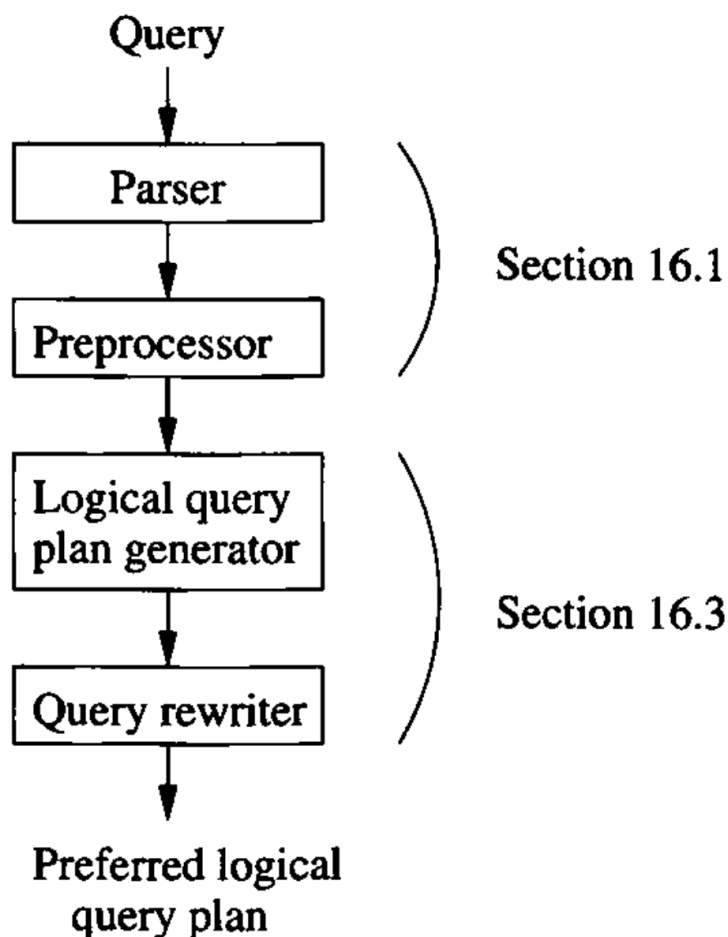 Query
Parser
Section 16.1
Preprocessor
Logical query
plan generator
Section 16.3
Query rewriter
Preferred logical
query plan